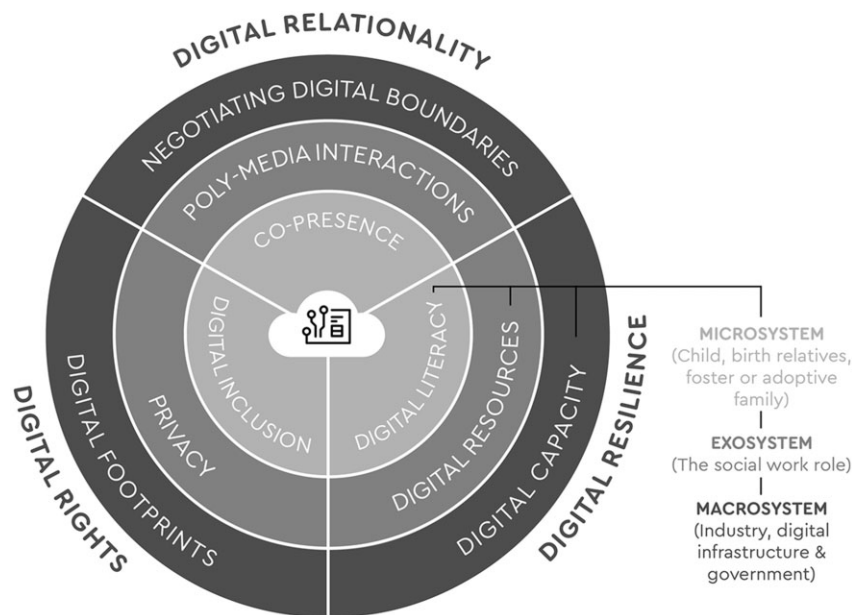 DIGITAL RELATIONALITY
NEGOTIATING DIGITAL BOUNDARIES
POLY-MEDIA INTERACTIONS
CO-PRESENCE
DIGITAL RIGHTS
DIGITAL FOOTPRINTS
PRIVACY
DIGITAL INCLUSION
DIGITAL LITERACY
DIGITAL RESOURCES
DIGITAL CAPACITY
DIGITAL RESILIENCE
MICROSYSTEM
(Child, birth relatives,
foster or adoptive
family)
EXOSYSTEM
(The social work role)
MACROSYSTEM
(Industry, digital
infrastructure &
government)